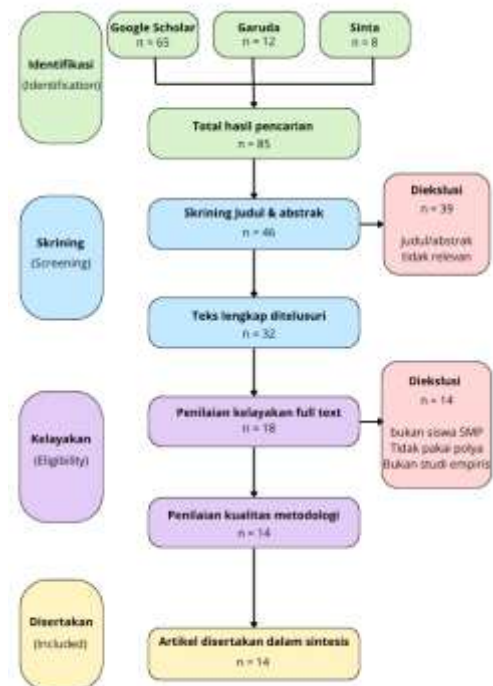 Google Scholar
n = 65
Garuda
n = 12
Sinta
n = 8
Identifikasi
(Identification)
Total hasil pencarian
n = 85
Skrining
(Screening)
Skrining judul & abstrak
n = 46
Diekslusi
n = 39
judul/abstrak
tidak relevan
Teks lengkap ditelusuri
n = 32
Kelayakan
(Eligibility)
Penilaian kelayakan full text
n = 18
Diekslusi
n = 14
bukan siswa SMP
Tidak pakai polya
Bukan studi empiris
Penilaian kualitas metodologi
n = 14
Disertakan
(Included)
Artikel disertakan dalam sintesis
n = 14